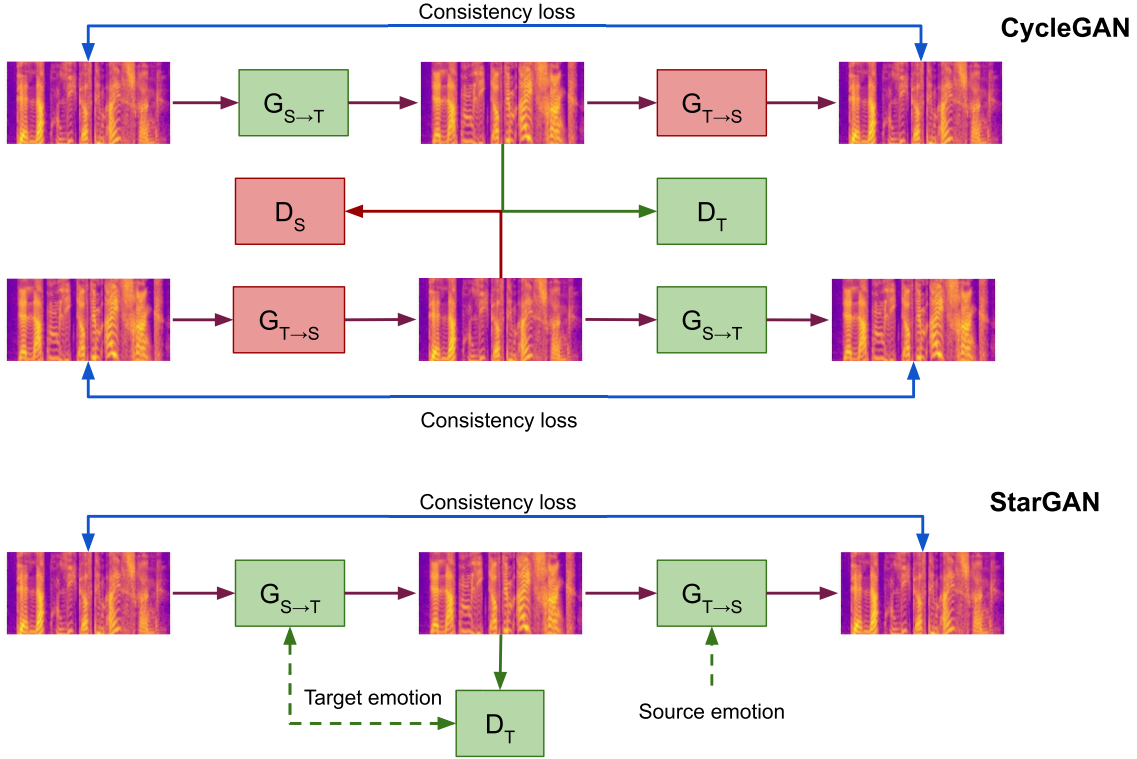 Consistency loss
CycleGAN
G S→T
G T→S
D S
D T
G T→S
G S→T
Consistency loss
Consistency loss
StarGAN
G S→T
G T→S
Target emotion
Source emotion
D T